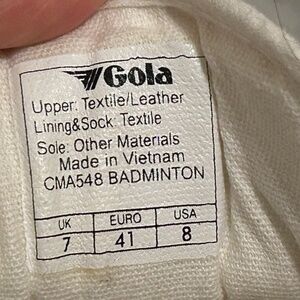 Gola
Upper: Textile/Leather
Lining&Sock: Textile
Sole: Other Materials
Made in Vietnam
CMA548 BADMINTON
UK EURO USA
7 41 8